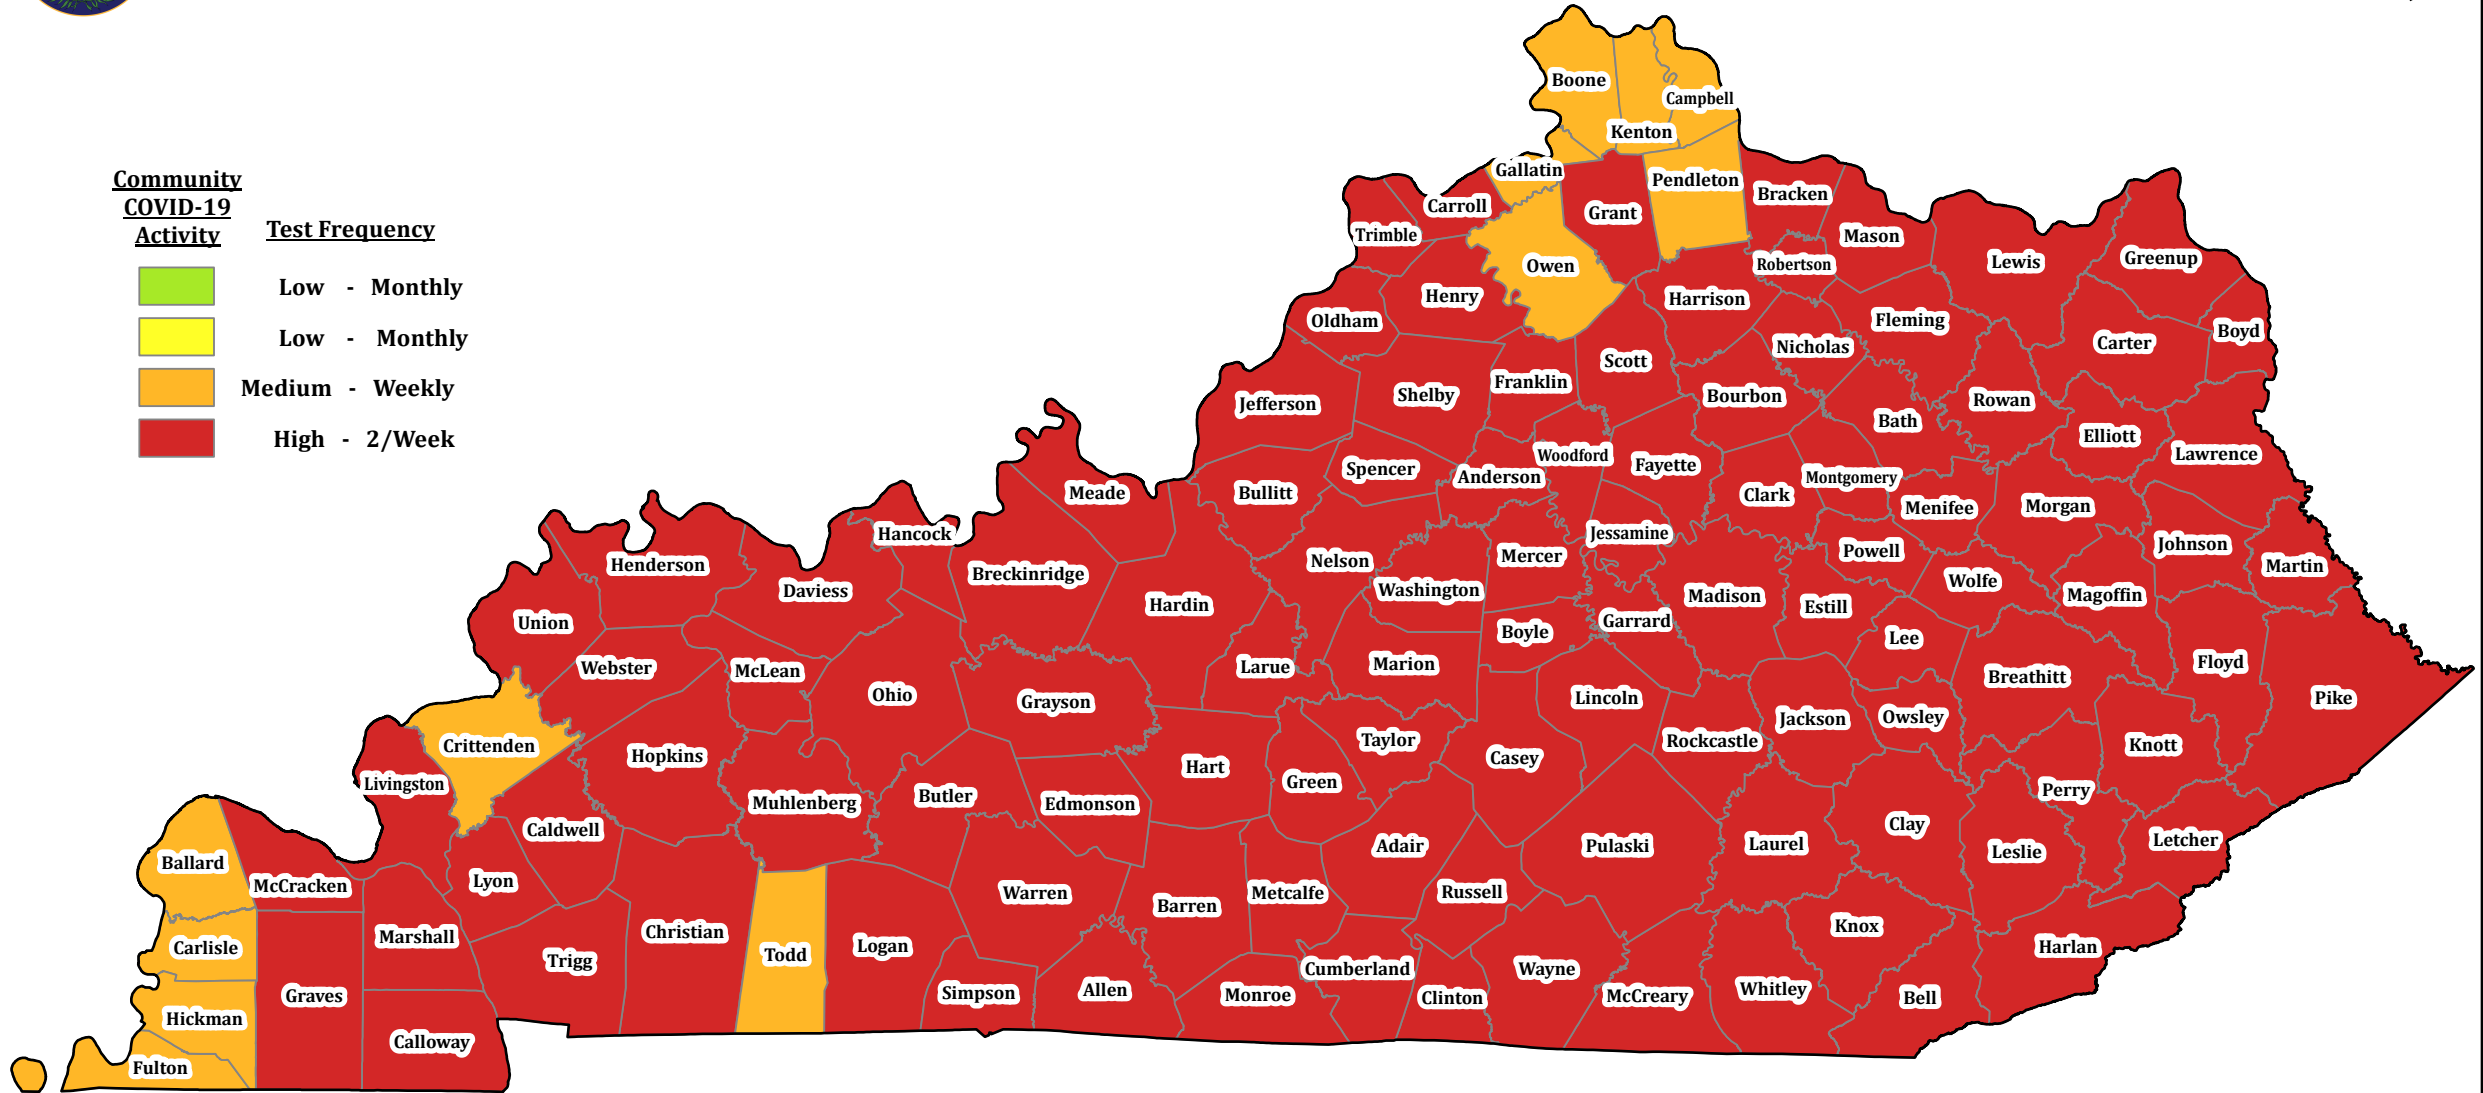 Community
COVID-19
Activity
Test Frequency
Low - Monthly
Low - Monthly
Medium - Weekly
High - 2/Week
Boone
Campbell
Kenton
Gallatin
Pendleton
Bracken
Carroll
Grant
Trimble
Mason
Robertson
Lewis
Greenup
Owen
Henry
Harrison
Oldham
Fleming
Boyd
Carter
Nicholas
Scott
Franklin
Shelby
Bourbon
Jefferson
Rowan
Bath
Elliott
Lawrence
Woodford
Fayette
Spencer
Anderson
Montgomery
Meade
Bullitt
Clark
Menifee
Morgan
Hancock
Jessamine
Johnson
Powell
Mercer
Nelson
Henderson
Martin
Breckinridge
Wolfe
Daviess
Washington
Magoffin
Madison
Hardin
Estill
Union
Garrard
Boyle
Lee
Floyd
Webster
McLean
Larue
Marion
Breathitt
Ohio
Grayson
Lincoln
Pike
Jackson
Owsley
Taylor
Rockcastle
Knott
Crittenden
Hopkins
Casey
Hart
Green
Livingston
Perry
Butler
Muhlenberg
Edmonson
Clay
Caldwell
Letcher
Laurel
Pulaski
Adair
Leslie
Ballard
McCracken
Lyon
Warren
Metcalfe
Russell
Barren
Knox
Christian
Marshall
Carlisle
Logan
Harlan
Todd
Trigg
Cumberland
Wayne
Whitley
Allen
Simpson
Monroe
Graves
Clinton
McCreary
Bell
Hickman
Calloway
Fulton